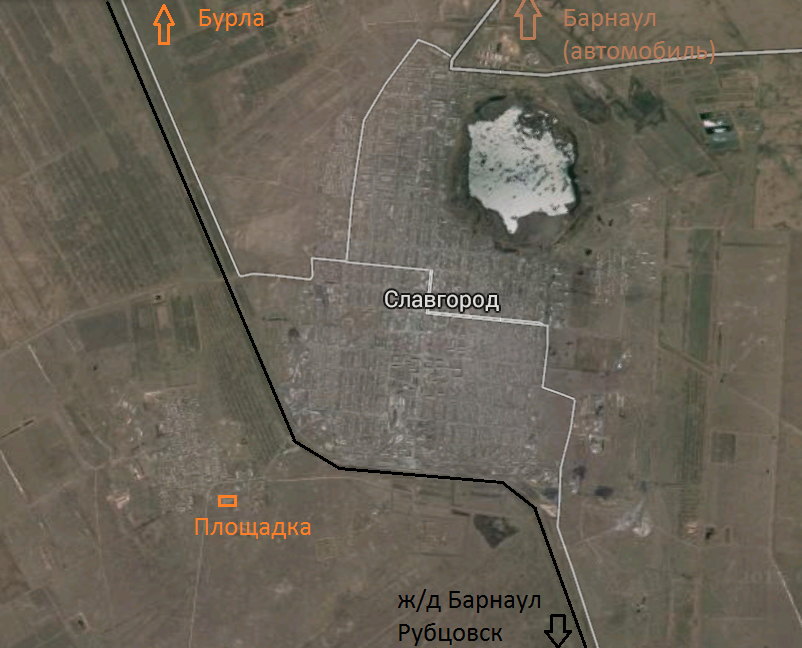 Бурла
Барнаул
(автомобиль)
Славгород
Площадка
ж/д Барнаул
Рубцовск